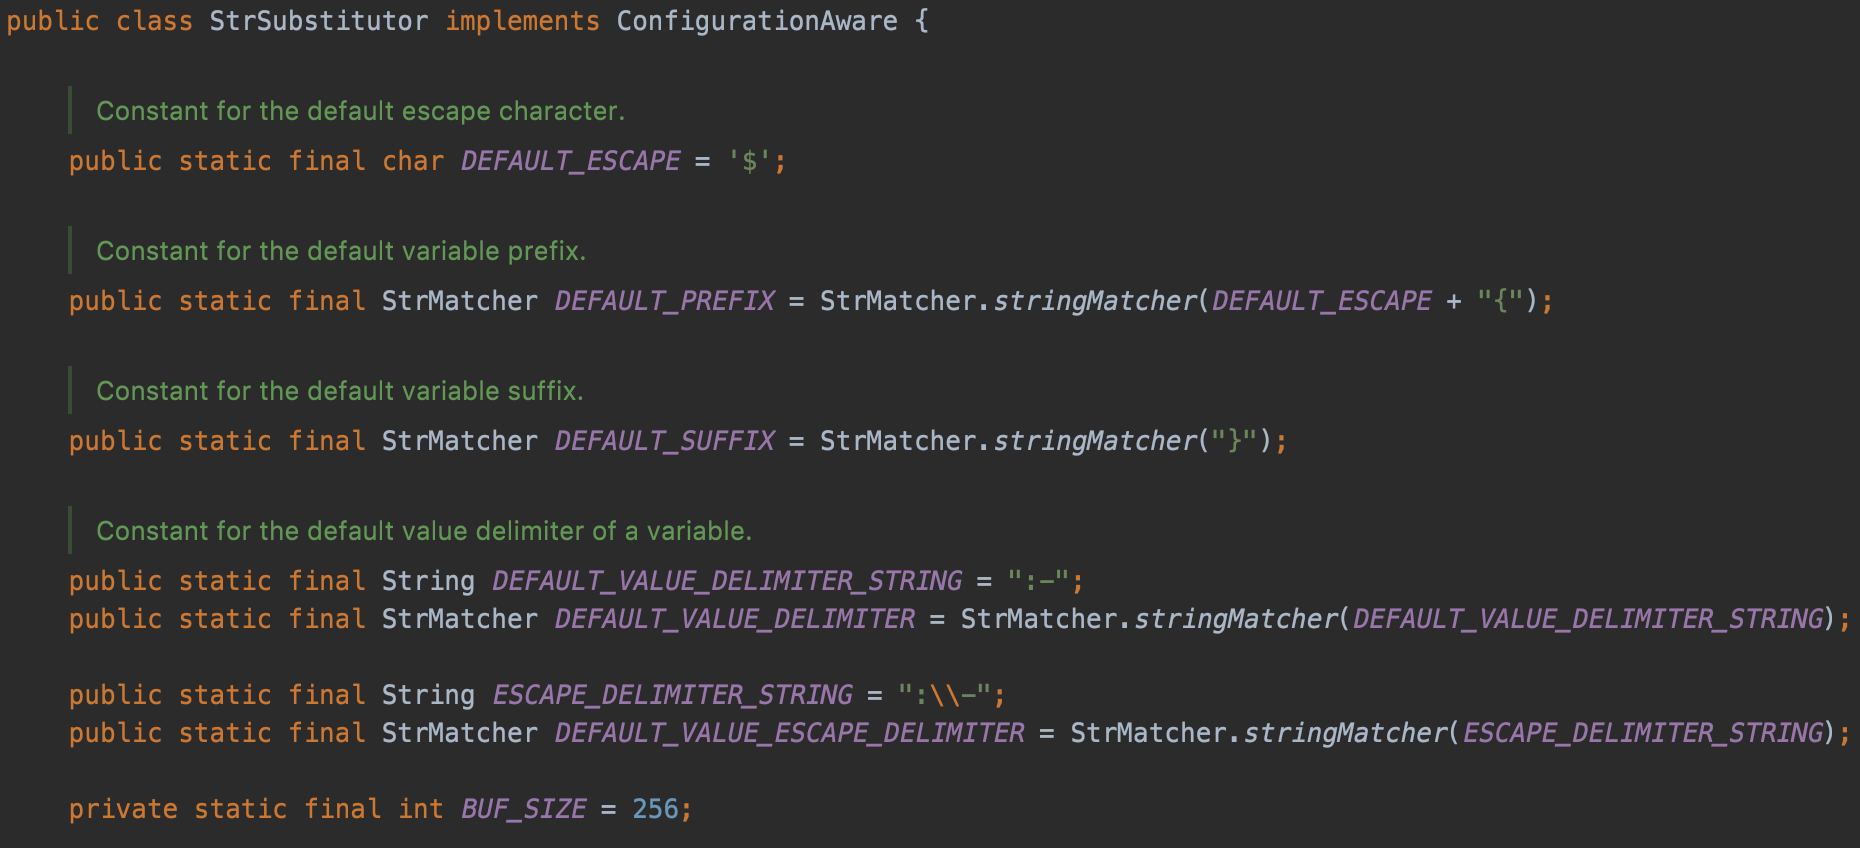 public class StrSubstitutor implements ConfigurationAware {
Constant for the default escape character.
public static final char DEFAULT_ESCAPE = '$';
Constant for the default variable prefix.
public static final StrMatcher DEFAULT_PREFIX = StrMatcher.stringMatcher(DEFAULT_ESCAPE + "{");
Constant for the default variable suffix.
public static final StrMatcher DEFAULT_SUFFIX = StrMatcher.stringMatcher("}");
Constant for the default value delimiter of a variable.
public static final String DEFAULT_VALUE_DELIMITER_STRING = ":-";
public static final StrMatcher DEFAULT_VALUE_DELIMITER = StrMatcher.stringMatcher(DEFAULT_VALUE_DELIMITER_STRING);
public static final String ESCAPE_DELIMITER_STRING = ":\\-";
public static final StrMatcher DEFAULT_VALUE_ESCAPE_DELIMITER = StrMatcher.stringMatcher(ESCAPE_DELIMITER_STRING);
private static final int BUF_SIZE = 256;